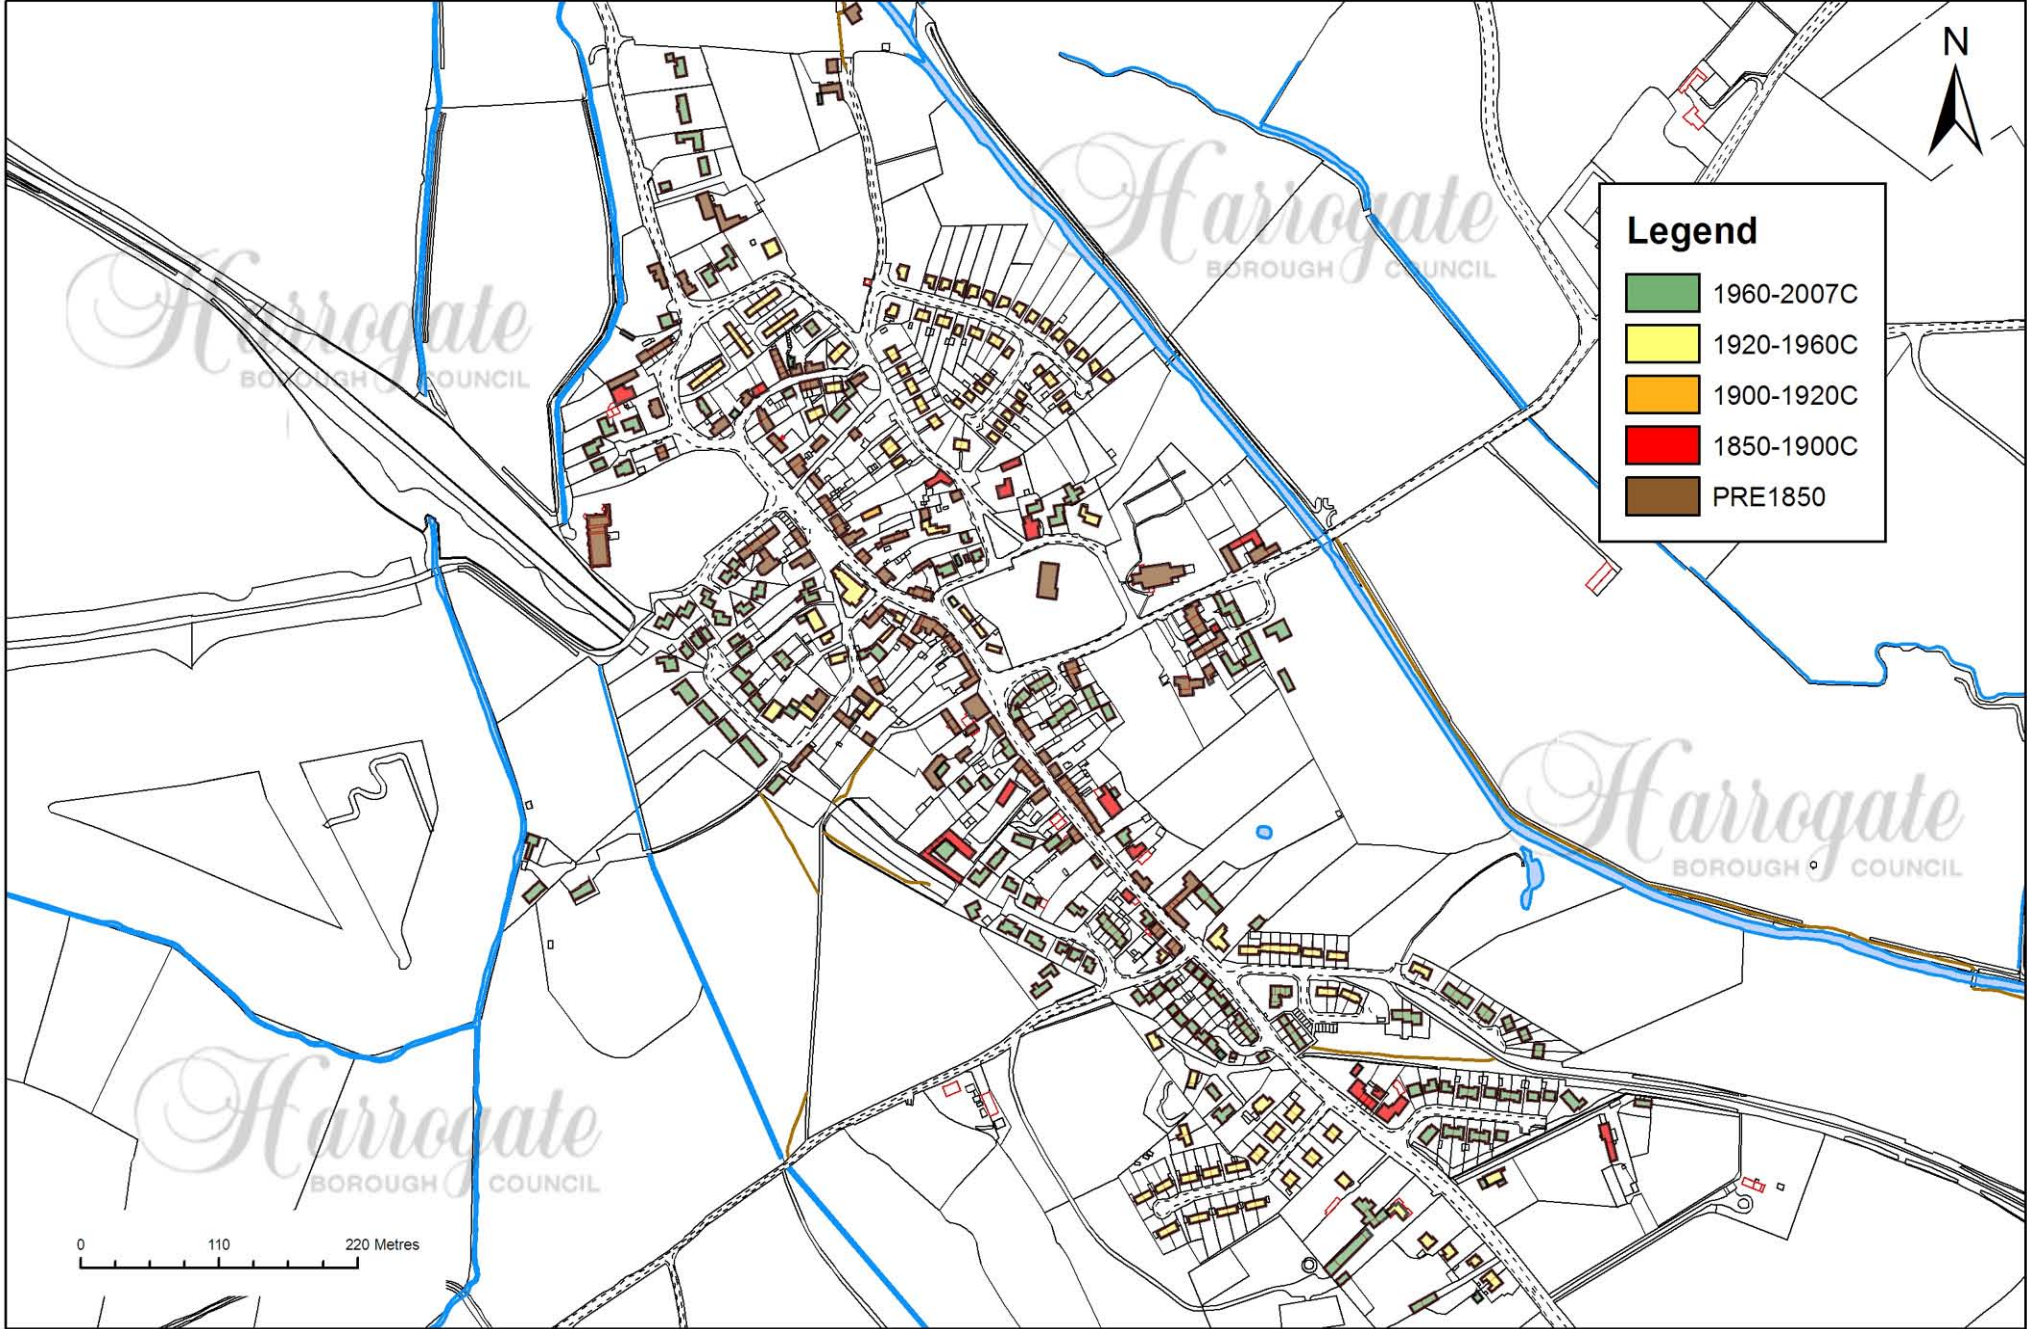 N
Harrogate
BOROUGH COUNCIL
Harrogate
BOROUGH COUNCIL
Legend
1960-2007C
1920-1960C
1900-1920C
1850-1900C
PRE1850
Harrogate
BOROUGH COUNCIL
Harrogate
BOROUGH COUNCIL
0 110 220 Metres